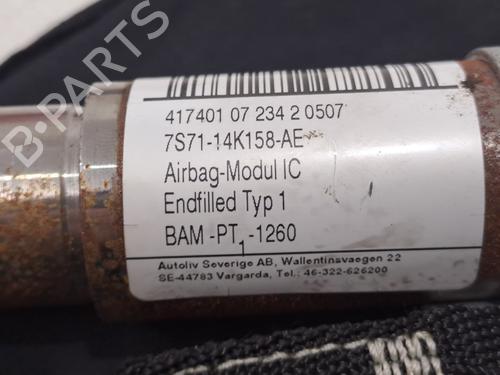 417401 07 234 2 0507
7S71-14K158-AE
Airbag-Modul IC
Endfilled Typ 1
BAM -PT1 -1260
Autoliv Severige AB, Wallentinsvaegen 22
SE-44783 Vargarda, Tel.: 46-322-626200
B-PARTS